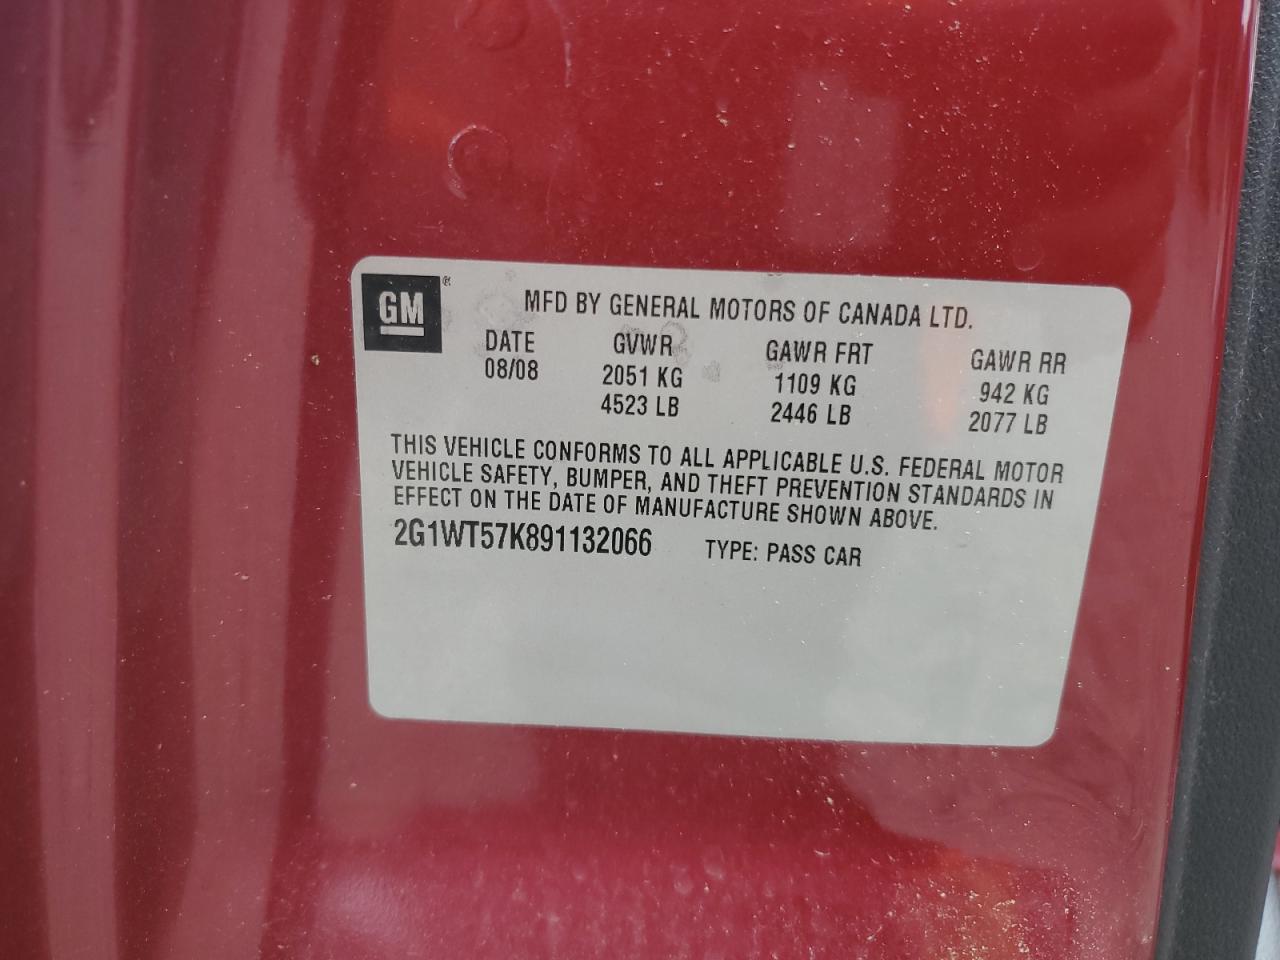 GM®
MFD BY GENERAL MOTORS OF CANADA LTD.
DATE GVWR GAWR FRT GAWR RR
08/08 2051 KG 1109 KG 942 KG
4523 LB 2446 LB 2077 LB
THIS VEHICLE CONFORMS TO ALL APPLICABLE U.S. FEDERAL MOTOR
VEHICLE SAFETY, BUMPER, AND THEFT PREVENTION STANDARDS IN
EFFECT ON THE DATE OF MANUFACTURE SHOWN ABOVE.
2G1WT57K891132066 TYPE: PASS CAR